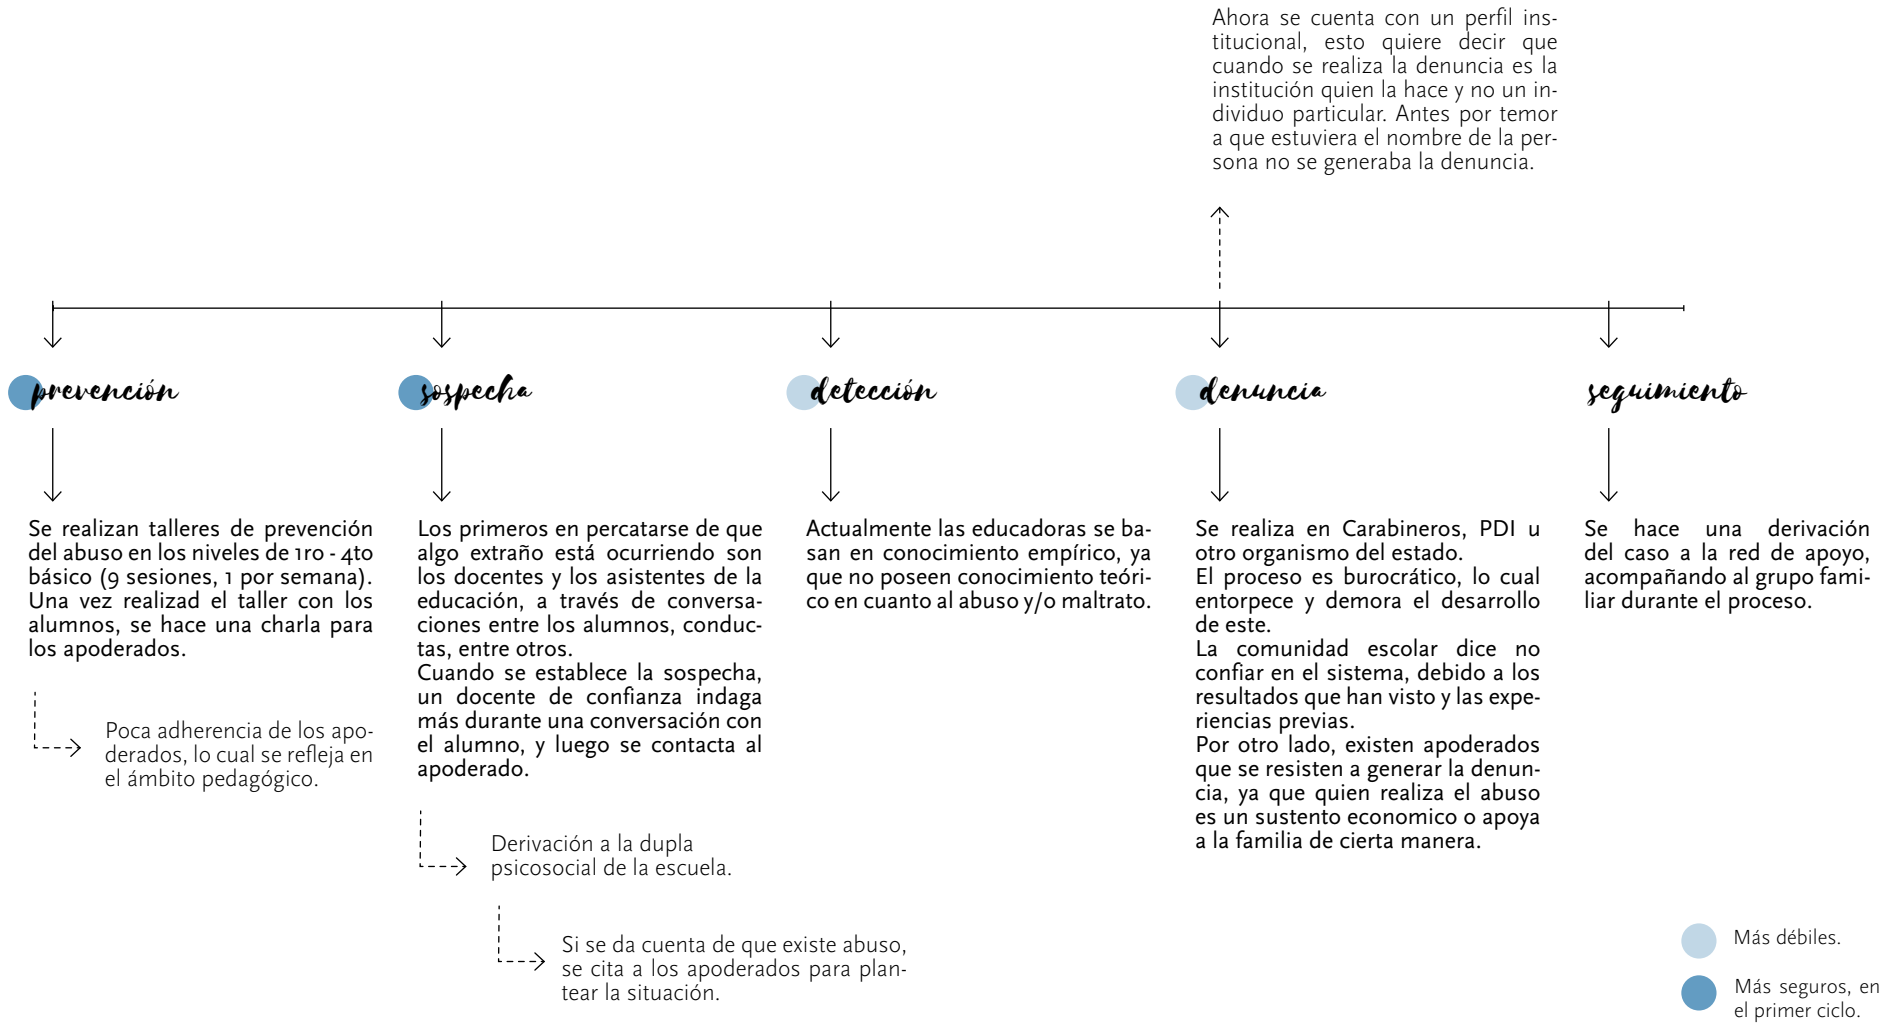 Ahora se cuenta con un perfil ins-
titucional, esto quiere decir que
cuando se realiza la denuncia es la
institución quien la hace y no un in-
dividuo particular. Antes por temor
a que estuviera el nombre de la per-
sona no se generaba la denuncia.
prevención
Se realizan talleres de prevención
del abuso en los niveles de 1ro - 4to
básico (9 sesiones, 1 por semana).
Una vez realizad el taller con los
alumnos, se hace una charla para
los apoderados.
Poca adherencia de los apo-
derados, lo cual se refleja en
el ámbito pedagógico.
sospecha
Los primeros en percatarse de que
algo extraño está ocurriendo son
los docentes y los asistentes de la
educación, a través de conversa-
ciones entre los alumnos, conduc-
tas, entre otros.
Cuando se establece la sospecha,
un docente de confianza indaga
más durante una conversación con
el alumno, y luego se contacta al
apoderado.
Derivación a la dupla
psicosocial de la escuela.
Si se da cuenta de que existe abuso,
se cita a los apoderados para plan-
tear la situación.
detección
Actualmente las educadoras se ba-
san en conocimiento empírico, ya
que no poseen conocimiento teóri-
co en cuanto al abuso y/o maltrato.
denuncia
Se realiza en Carabineros, PDI u
otro organismo del estado.
El proceso es burocrático, lo cual
entorpece y demora el desarrollo
de este.
La comunidad escolar dice no
confiar en el sistema, debido a los
resultados que han visto y las expe-
riencias previas.
Por otro lado, existen apoderados
que se resisten a generar la denun-
cia, ya que quien realiza el abuso
es un sustento economico o apoya
a la familia de cierta manera.
seguimiento
Se hace una derivación
del caso a la red de apoyo,
acompañando al grupo fami-
liar durante el proceso.
Más débiles.
Más seguros, en
el primer ciclo.